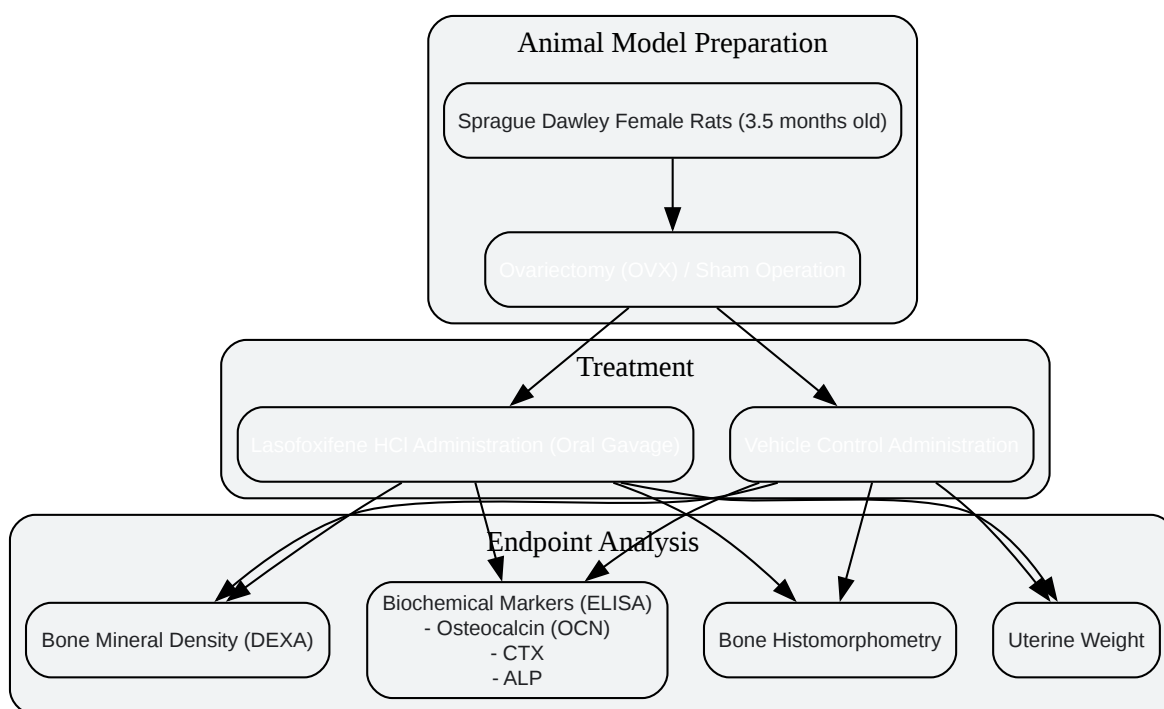 Animal Model Preparation
Sprague Dawley Female Rats (3.5 months old)
Ovariectomy (OVX) / Sham Operation
Treatment
Lasofoxifene HCl Administration (Oral Gavage)
Vehicle Control Administration
Endpoint Analysis
Bone Mineral Density (DEXA)
Biochemical Markers (ELISA)
- Osteocalcin (OCN)
- CTX
- ALP
Bone Histomorphometry
Uterine Weight